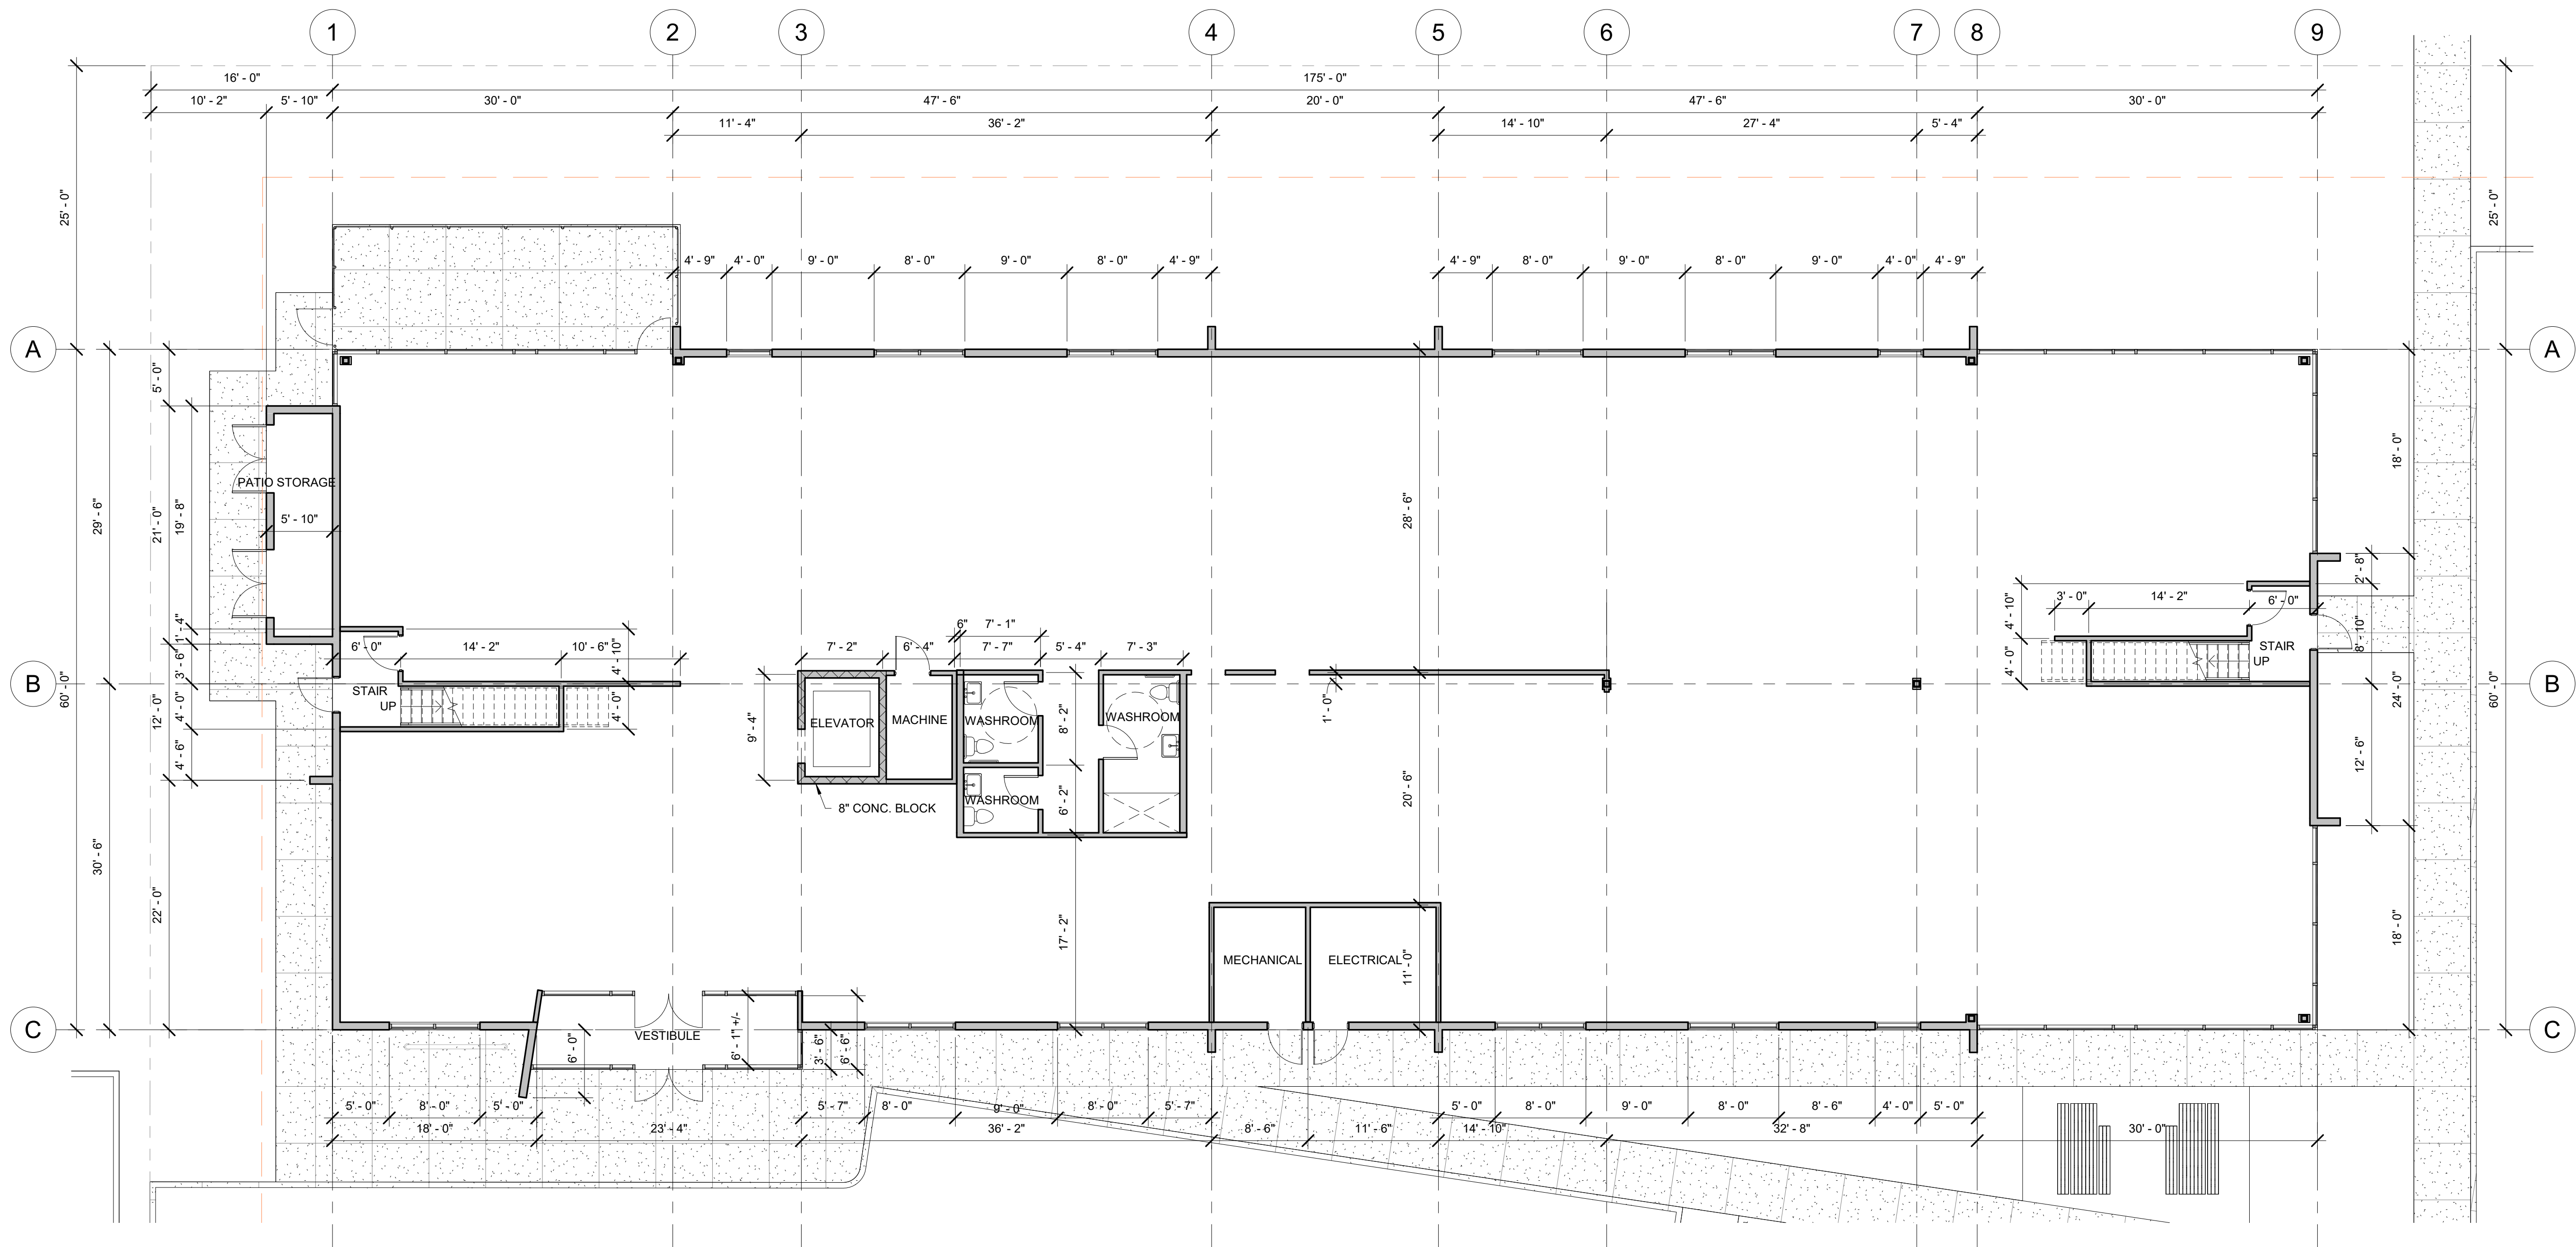 1 2 3 4 5 6 7 8 9
16' - 0" 175' - 0"
10' - 2" 5' - 10" 30' - 0" 47' - 6" 20' - 0" 47' - 6" 30' - 0"
11' - 4" 36' - 2" 14' - 10" 27' - 4" 5' - 4"
25' - 0" 25' - 0"
4' - 9" 4' - 0" 9' - 0" 8' - 0" 9' - 0" 8' - 0" 4' - 9" 4' - 9" 8' - 0" 9' - 0" 8' - 0" 9' - 0" 4' - 0" 4' - 9"
A A
5' - 0"
18' - 0"
PATIO STORAGE
29' - 6" 21' - 0" 19' - 8" 5' - 10" 28' - 6"
2' - 8"
3' - 0" 14' - 2" 6' - 0"
4' - 10"
6" 7' - 1"
1' - 4"
6' - 0" 14' - 2" 10' - 6" 4' - 10" 7' - 2" 6' - 4" 7' - 7" 5' - 4" 7' - 3"
8' - 10"
STAIR
UP
3' - 6"
4' - 0"
B B
60' - 0" 24' - 0" 60' - 0"
STAIR
UP
4' - 0" 4' - 0"
1' - 0"
12' - 0"
ELEVATOR MACHINE WASHROOM WASHROOM
9' - 4" 8' - 2"
12' - 6"
4' - 6"
20' - 6"
WASHROOM
6' - 2"
8" CONC. BLOCK
30' - 6" 22' - 0" 17' - 2" 18' - 0"
MECHANICAL ELECTRICAL
11' - 0"
C C
VESTIBULE
6' - 0" 6' - 1" +/- 3' - 6" 6' - 6"
5' - 0" 8' - 0" 5' - 0" 5' - 7" 8' - 0" 9' - 0" 8' - 0" 5' - 7" 5' - 0" 8' - 0" 9' - 0" 8' - 0" 8' - 6" 4' - 0" 5' - 0"
18' - 0" 23' - 4" 36' - 2" 8' - 6" 11' - 6" 14' - 10" 32' - 8" 30' - 0"